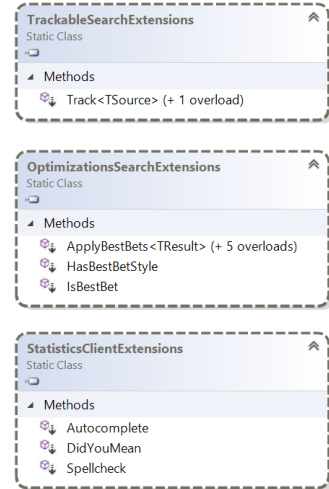 TrackableSearchExtensions
Static Class
Methods
Track<TSource> (+ 1 overload)
OptimizationsSearchExtensions
Static Class
Methods
ApplyBestBets<TResult> (+ 5 overloads)
HasBestBetStyle
IsBestBet
StatisticsClientExtensions
Static Class
Methods
Autocomplete
DidYouMean
Spellcheck